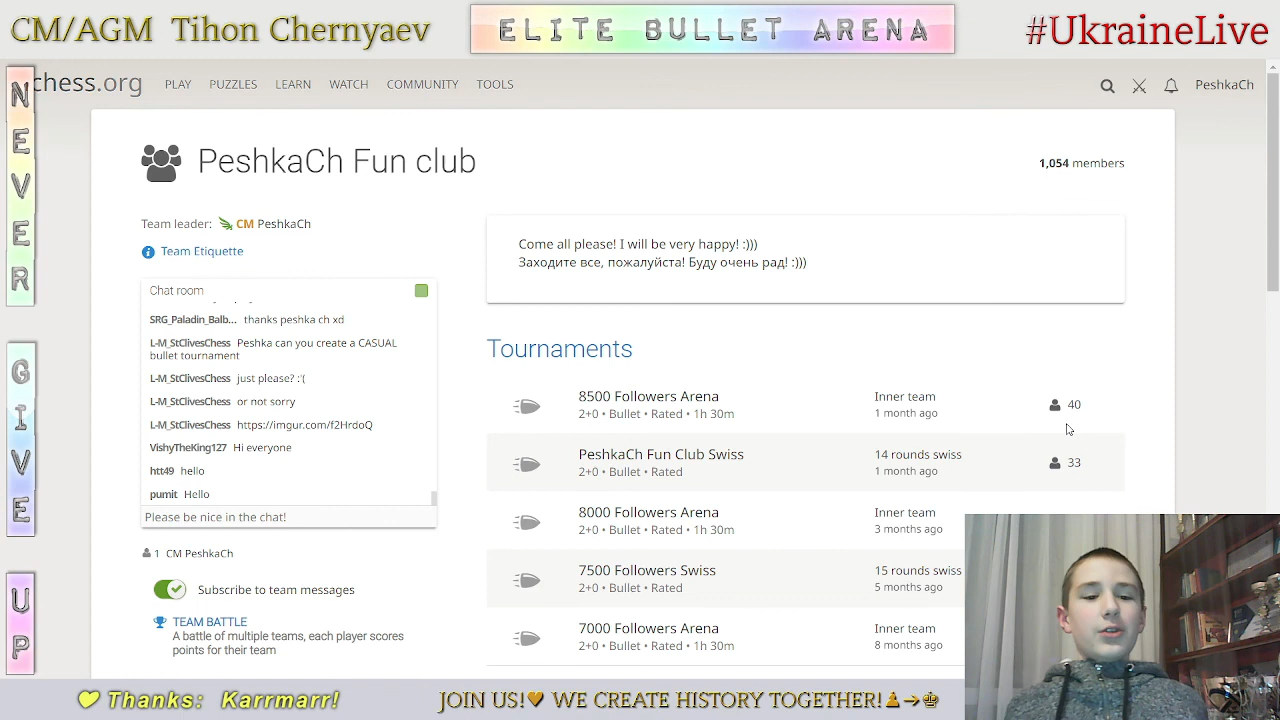 CM/AGM Tihon Chernyaev
ELITE BULLET ARENA
#UkraineLive
NEVER
GIVE
UP
chess.org
PLAY PUZZLES LEARN WATCH COMMUNITY TOOLS
PeshkaCh
PeshkaCh Fun club
1,054 members
Team leader: CM PeshkaCh
Team Etiquette
Come all please! I will be very happy! :)))
Заходите все, пожалуйста! Буду очень рад! :)))
Chat room
SRG_Paladin_Balb... thanks peshka ch xd
L-M_StClivesChess Peshka can you create a CASUAL
bullet tournament
L-M_StClivesChess just please? :'(
L-M_StClivesChess or not sorry
L-M_StClivesChess https://imgur.com/f2HrdoQ
VishyTheKing127 Hi everyone
htt49 hello
pumit Hello
Please be nice in the chat!
1 CM PeshkaCh
Subscribe to team messages
TEAM BATTLE
A battle of multiple teams, each player scores
points for their team
Tournaments
8500 Followers Arena
2+0 • Bullet • Rated • 1h 30m
Inner team
1 month ago
40
PeshkaCh Fun Club Swiss
2+0 • Bullet • Rated
14 rounds swiss
1 month ago
33
8000 Followers Arena
2+0 • Bullet • Rated • 1h 30m
Inner team
3 months ago
7500 Followers Swiss
2+0 • Bullet • Rated
15 rounds swiss
5 months ago
7000 Followers Arena
2+0 • Bullet • Rated • 1h 30m
Inner team
8 months ago
Thanks: Karrmarr!
JOIN US!🧡 WE CREATE HISTORY TOGETHER!♟→♚